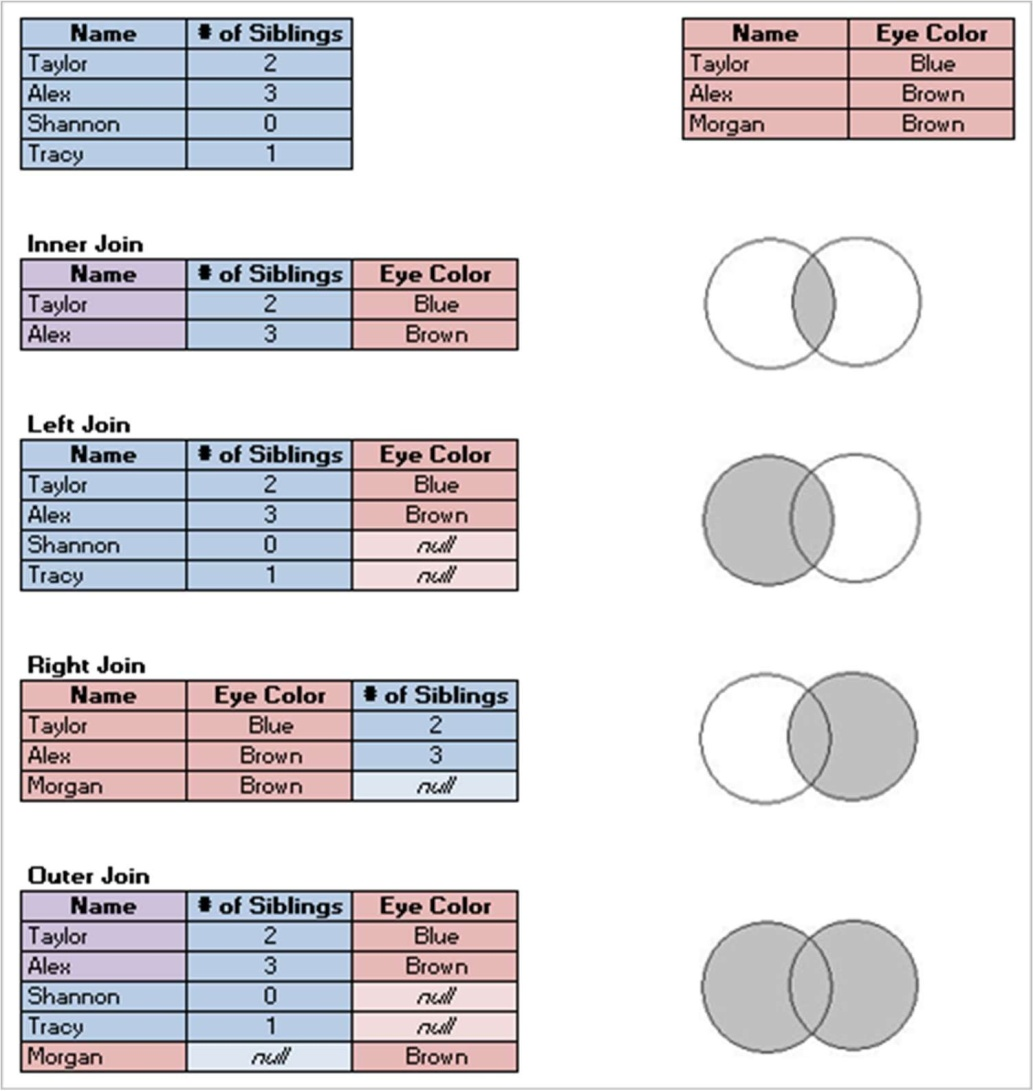 Name # of Siblings
Taylor 2
Alex 3
Shannon 0
Tracy 1
Name Eye Color
Taylor Blue
Alex Brown
Morgan Brown
Inner Join
Name # of Siblings Eye Color
Taylor 2 Blue
Alex 3 Brown
Left Join
Name # of Siblings Eye Color
Taylor 2 Blue
Alex 3 Brown
Shannon 0 null
Tracy 1 null
Right Join
Name Eye Color # of Siblings
Taylor Blue 2
Alex Brown 3
Morgan Brown null
Outer Join
Name # of Siblings Eye Color
Taylor 2 Blue
Alex 3 Brown
Shannon 0 null
Tracy 1 null
Morgan null Brown